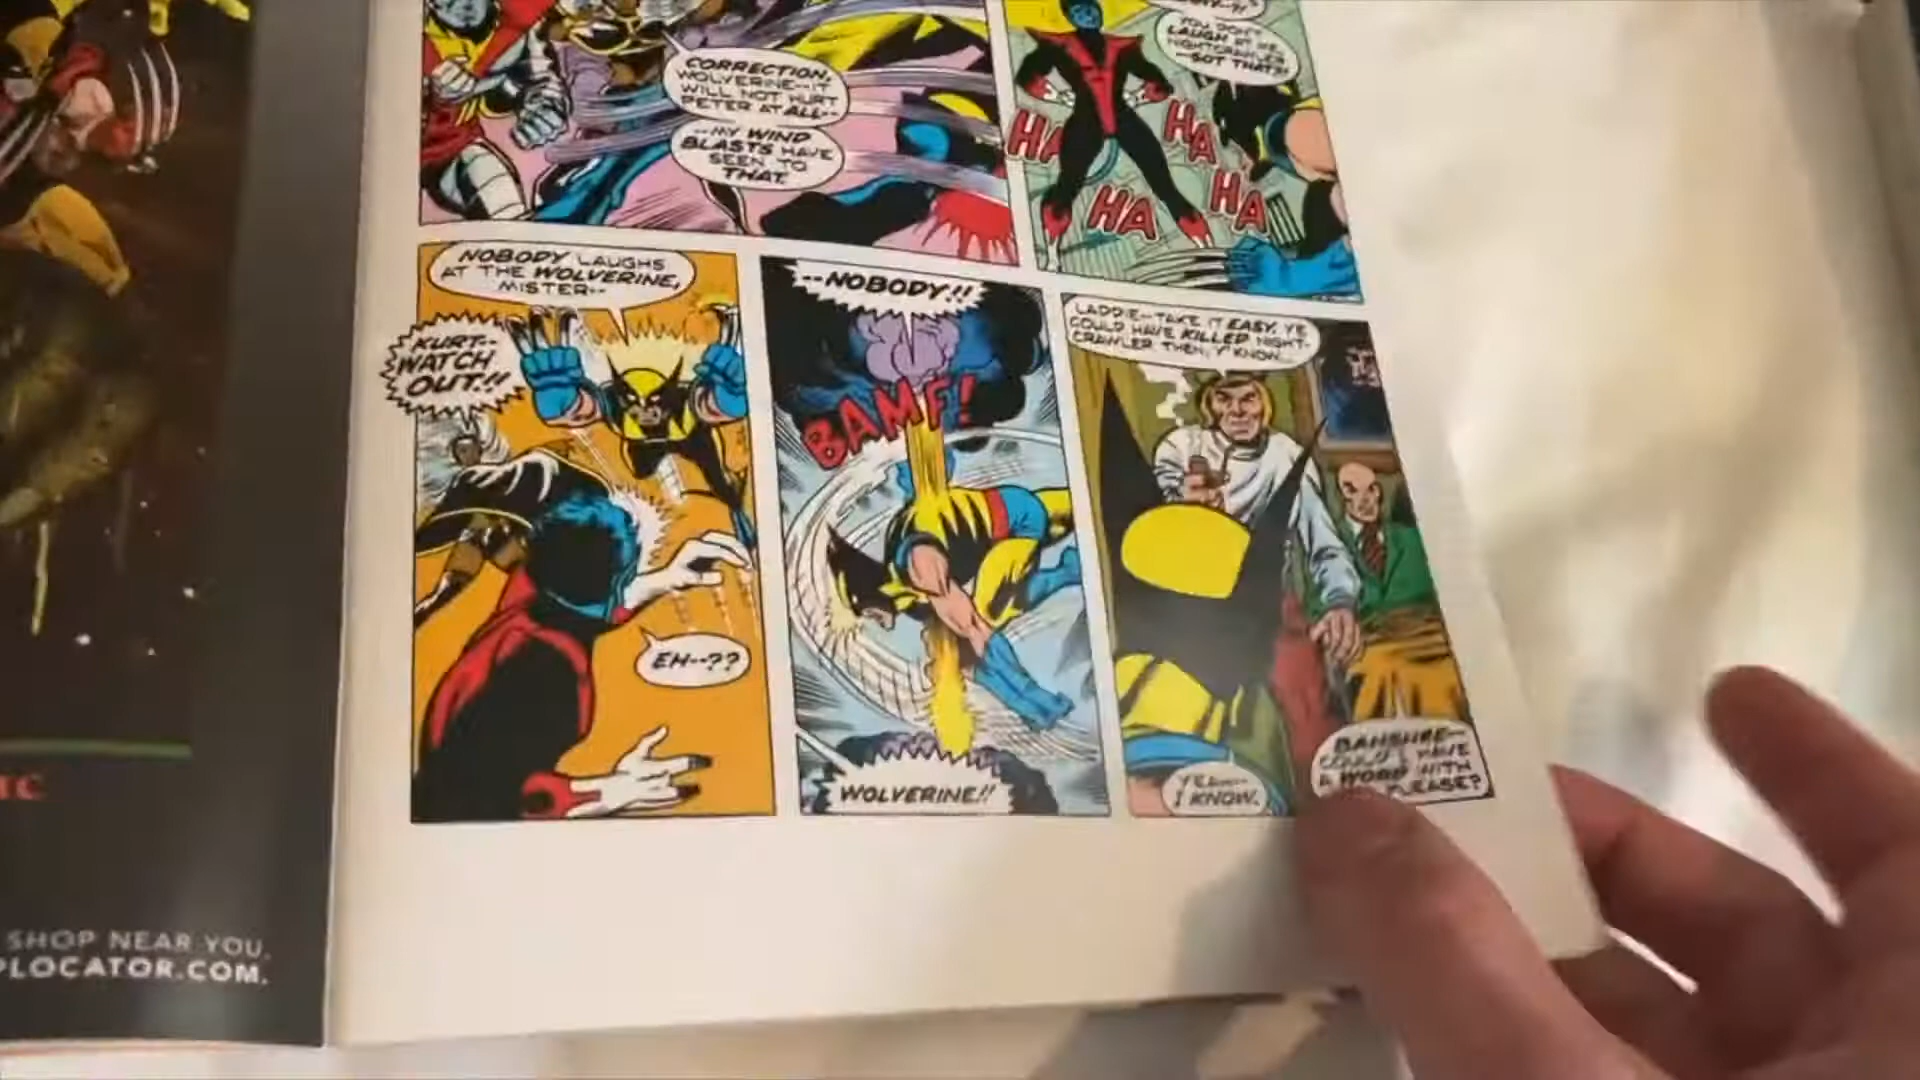 CORRECTION,
WOLVERINE--IT
WILL NOT HURT
PETER AT ALL--
--MY WIND
BLASTS HAVE
SEEN TO
THAT.
YOU DON'T
LAUGH AT ME,
NIGHTCRAWLER
--GOT THAT?!
HA
HA
HA
HA
NOBODY LAUGHS
AT THE WOLVERINE,
MISTER--
KURT--
WATCH
OUT!!
EH--??
--NOBODY!!
BAMF!
WOLVERINE!!
LADDIE--TAKE IT EASY. YE
COULD HAVE KILLED NIGHT-
CRAWLER THEN, Y'KNOW...
YEAH--
I KNOW.
BANSHEE--
COULD I HAVE
A WORD WITH
PLEASE?
SHOP NEAR YOU.
PLOCATOR.COM.